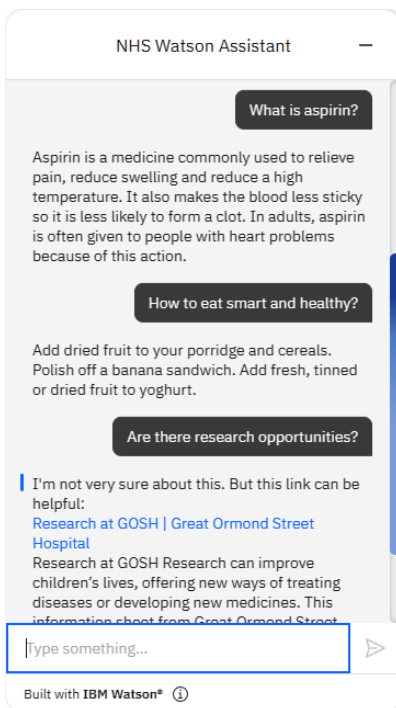 NHS Watson Assistant
What is aspirin?
Aspirin is a medicine commonly used to relieve
pain, reduce swelling and reduce a high
temperature. It also makes the blood less sticky
so it is less likely to form a clot. In adults, aspirin
is often given to people with heart problems
because of this action.
How to eat smart and healthy?
Add dried fruit to your porridge and cereals.
Polish off a banana sandwich. Add fresh, tinned
or dried fruit to yoghurt.
Are there research opportunities?
I'm not very sure about this. But this link can be
helpful:
Research at GOSH | Great Ormond Street
Hospital
Research at GOSH Research can improve
children's lives, offering new ways of treating
diseases or developing new medicines. This
information sheet from Great Ormond Street
Type something...
Built with IBM Watson®